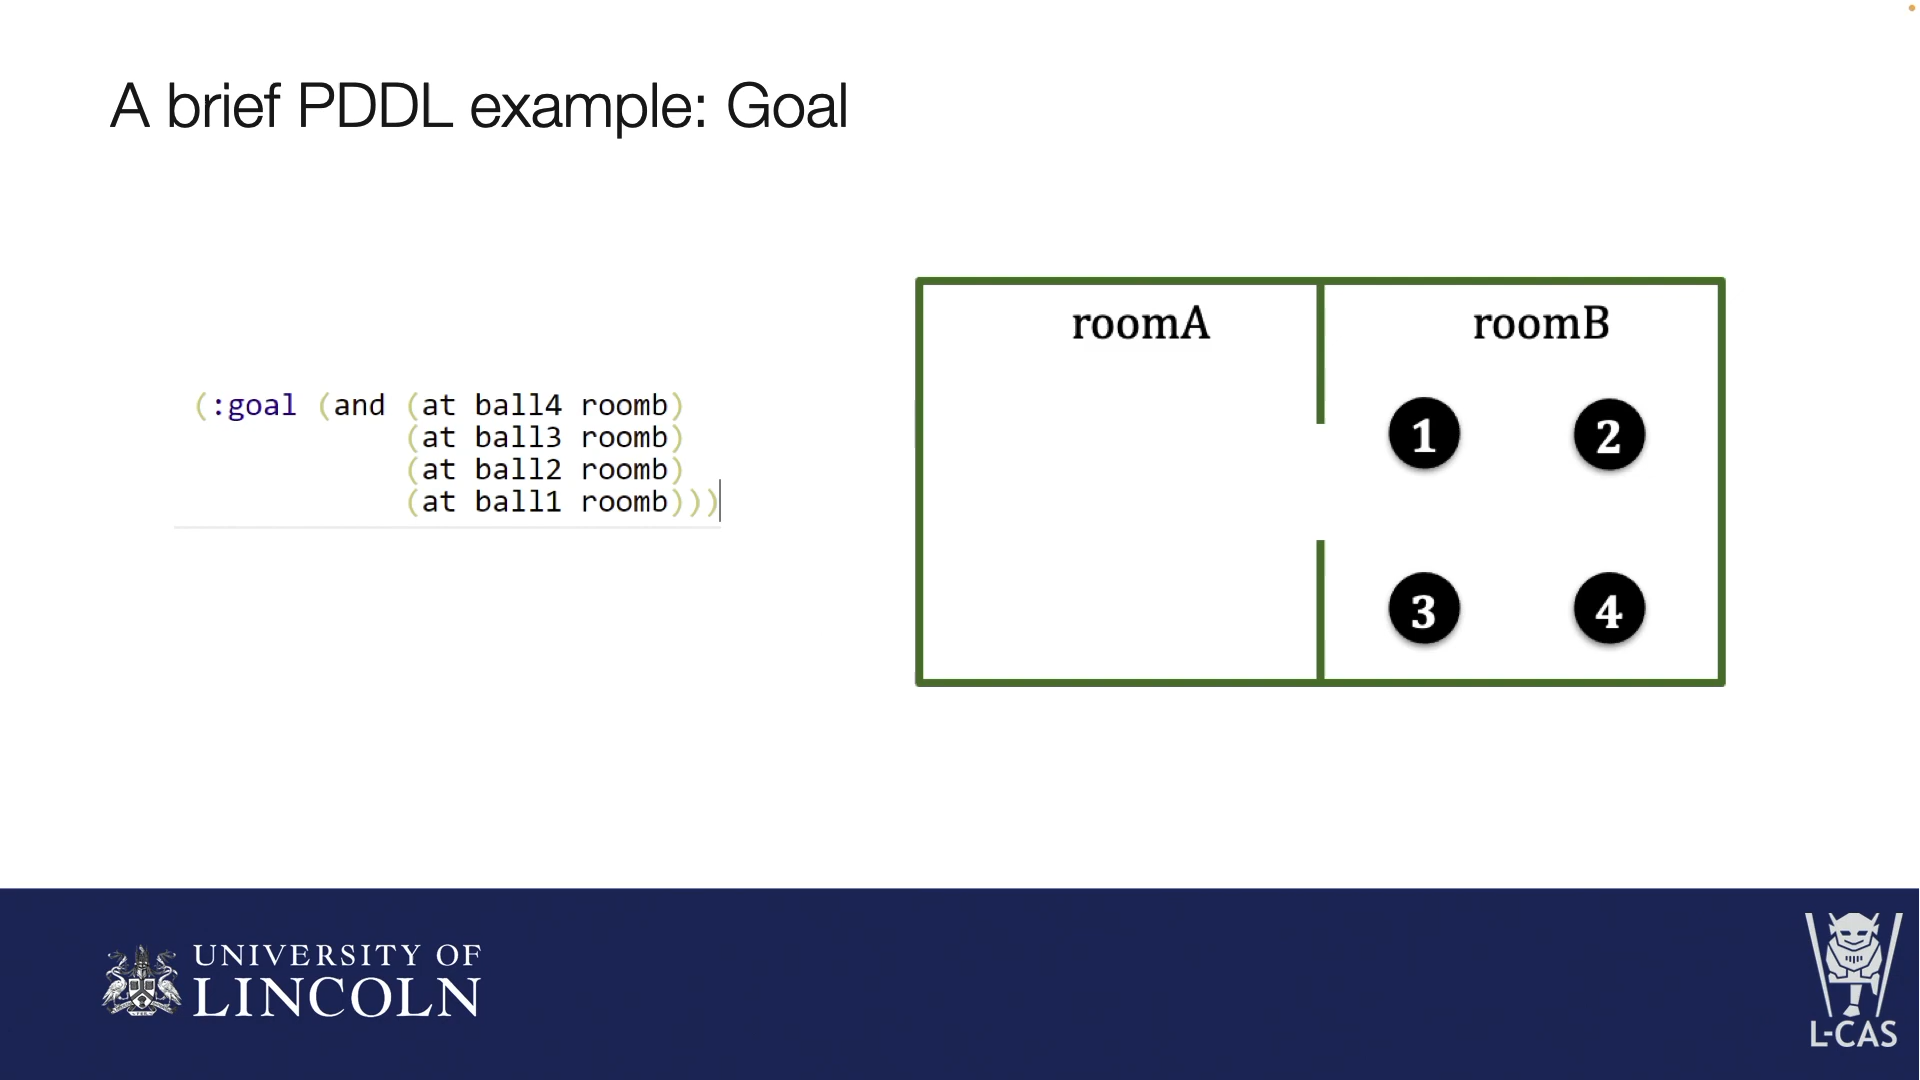 A brief PDDL example: Goal
(:goal (and (at ball4 roomb)
(at ball3 roomb)
(at ball2 roomb)
(at ball1 roomb)))
roomA
roomB
1
2
3
4
UNIVERSITY OF
LINCOLN
L-CAS